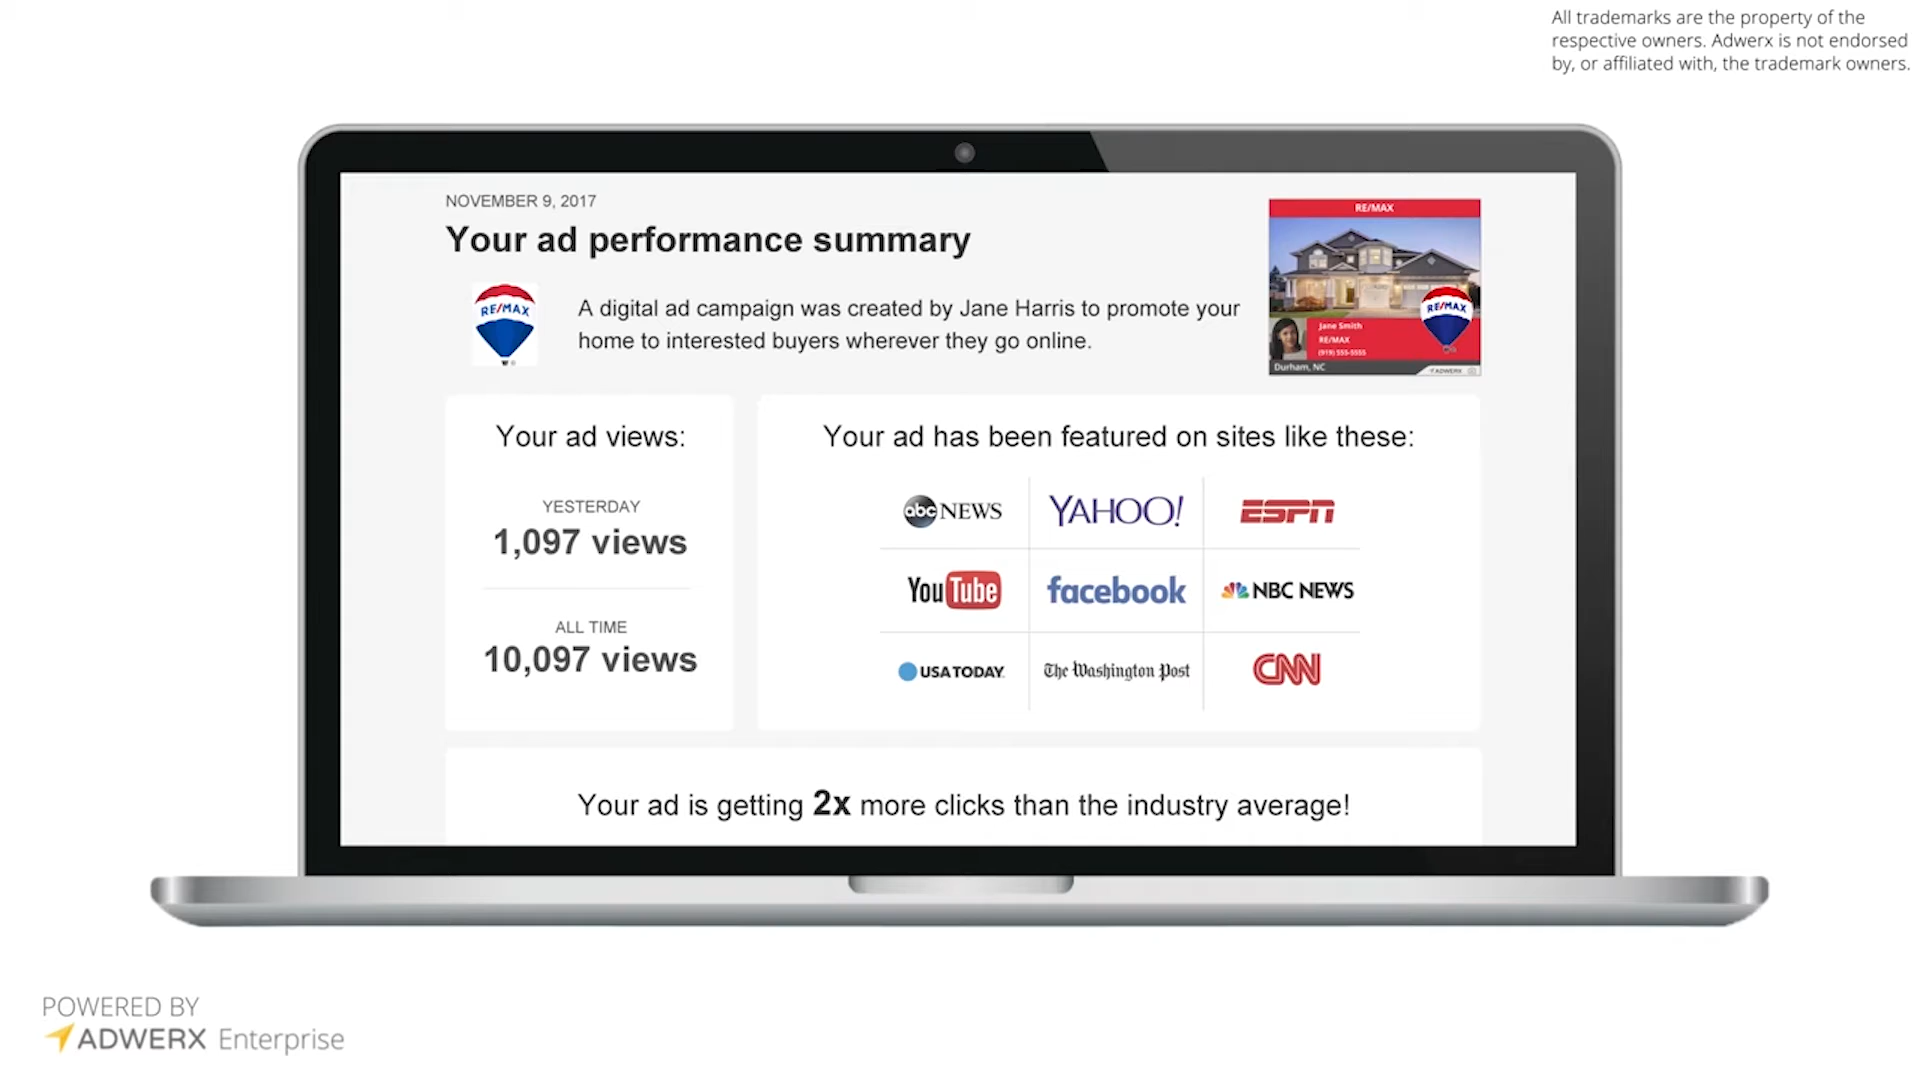 All trademarks are the property of the
respective owners. Adwerx is not endorsed
by, or affiliated with, the trademark owners.
NOVEMBER 9, 2017
Your ad performance summary
RE/MAX
A digital ad campaign was created by Jane Harris to promote your
home to interested buyers wherever they go online.
RE/MAX
RE/MAX
Jane Smith
RE/MAX
(919) 555-5555
Durham, NC
ADWERX
Your ad views:
YESTERDAY
1,097 views
ALL TIME
10,097 views
Your ad has been featured on sites like these:
abc NEWS
YAHOO!
ESPN
YouTube
facebook
NBC NEWS
USA TODAY
The Washington Post
CNN
Your ad is getting 2x more clicks than the industry average!
POWERED BY
ADWERX Enterprise